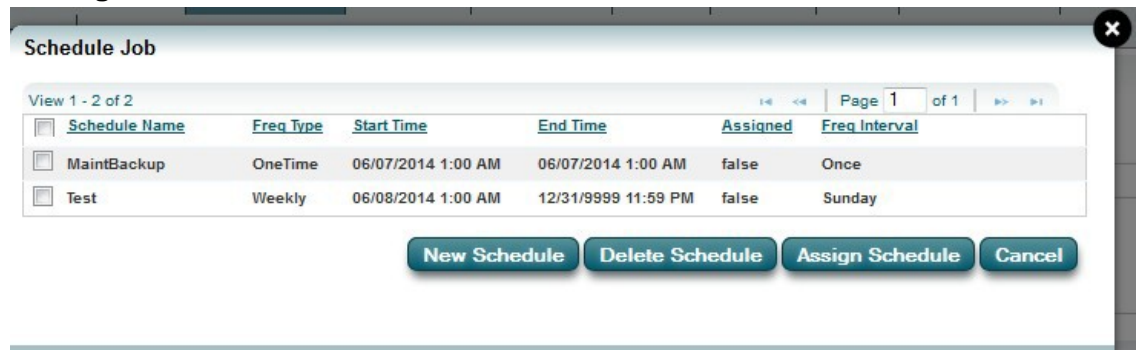 Schedule Job
View 1 - 2 of 2 Page 1 of 1
Schedule Name Freq Type Start Time End Time Assigned Freq Interval
MaintBackup OneTime 06/07/2014 1:00 AM 06/07/2014 1:00 AM false Once
Test Weekly 06/08/2014 1:00 AM 12/31/9999 11:59 PM false Sunday
New Schedule Delete Schedule Assign Schedule Cancel